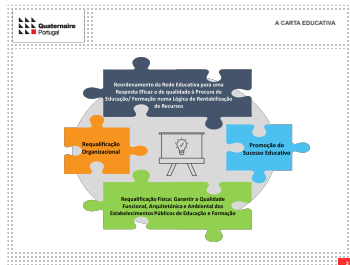 Quaternaire
Portugal
A CARTA EDUCATIVA
Reordenamento da Rede Educativa para uma
Resposta Eficaz e de qualidade à Procura de
Educação/ Formação numa Lógica de Rentabilização
de Recursos
Requalificação
Organizacional
Promoção do
Sucesso Educativo
Requalificação Física: Garantir a Qualidade
Funcional, Arquitetónica e Ambiental dos
Estabelecimentos Públicos de Educação e Formação